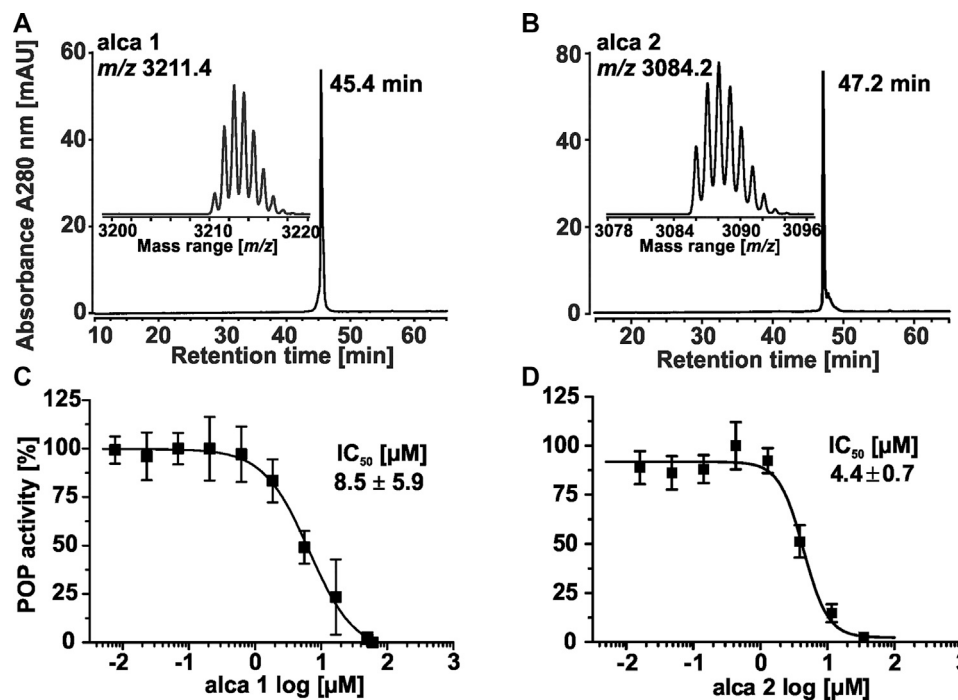 A
alca 1
m/z 3211.4
45.4 min
Absorbance A280 nm [mAU]
60
40
20
0
3200 3210 3220
Mass range [m/z]
10 20 30 40 50 60
Retention time [min]
B
alca 2
m/z 3084.2
47.2 min
80
60
40
20
0
3078 3084 3090 3096
Mass range [m/z]
20 30 40 50 60
Retention time [min]
C
125
100
75
50
25
0
POP activity [%]
IC50 [µM]
8.5 ± 5.9
-2 -1 0 1 2 3
alca 1 log [µM]
D
125
100
75
50
25
0
IC50 [µM]
4.4±0.7
-2 -1 0 1 2 3
alca 2 log [µM]